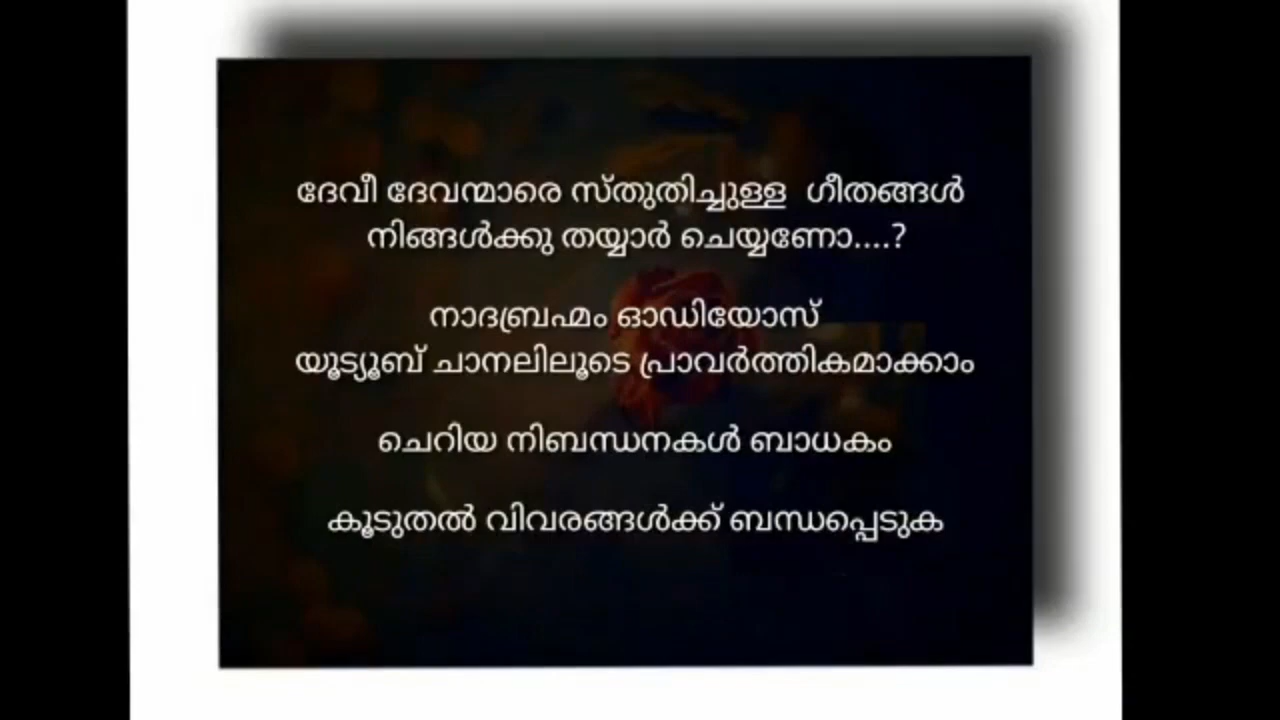 ദേവീ ദേവന്മാരെ സ്തുതിച്ചുള്ള ഗീതങ്ങൾ
നിങ്ങൾക്കു തയ്യാർ ചെയ്യണോ....?
നാദബ്രഹ്മം ഓഡിയോസ്
യൂട്യൂബ് ചാനലിലൂടെ പ്രാവർത്തികമാക്കാം
ചെറിയ നിബന്ധനകൾ ബാധകം
കൂടുതൽ വിവരങ്ങൾക്ക് ബന്ധപ്പെടുക